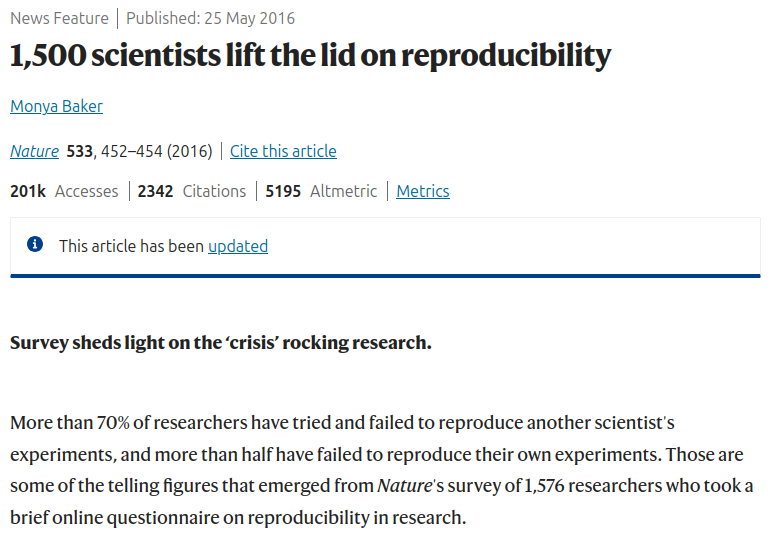 News Feature | Published: 25 May 2016
1,500 scientists lift the lid on reproducibility
Monya Baker
Nature 533, 452–454 (2016) | Cite this article
201k Accesses | 2342 Citations | 5195 Altmetric | Metrics
This article has been updated
Survey sheds light on the ‘crisis’ rocking research.
More than 70% of researchers have tried and failed to reproduce another scientist's
experiments, and more than half have failed to reproduce their own experiments. Those are
some of the telling figures that emerged from Nature's survey of 1,576 researchers who took a
brief online questionnaire on reproducibility in research.